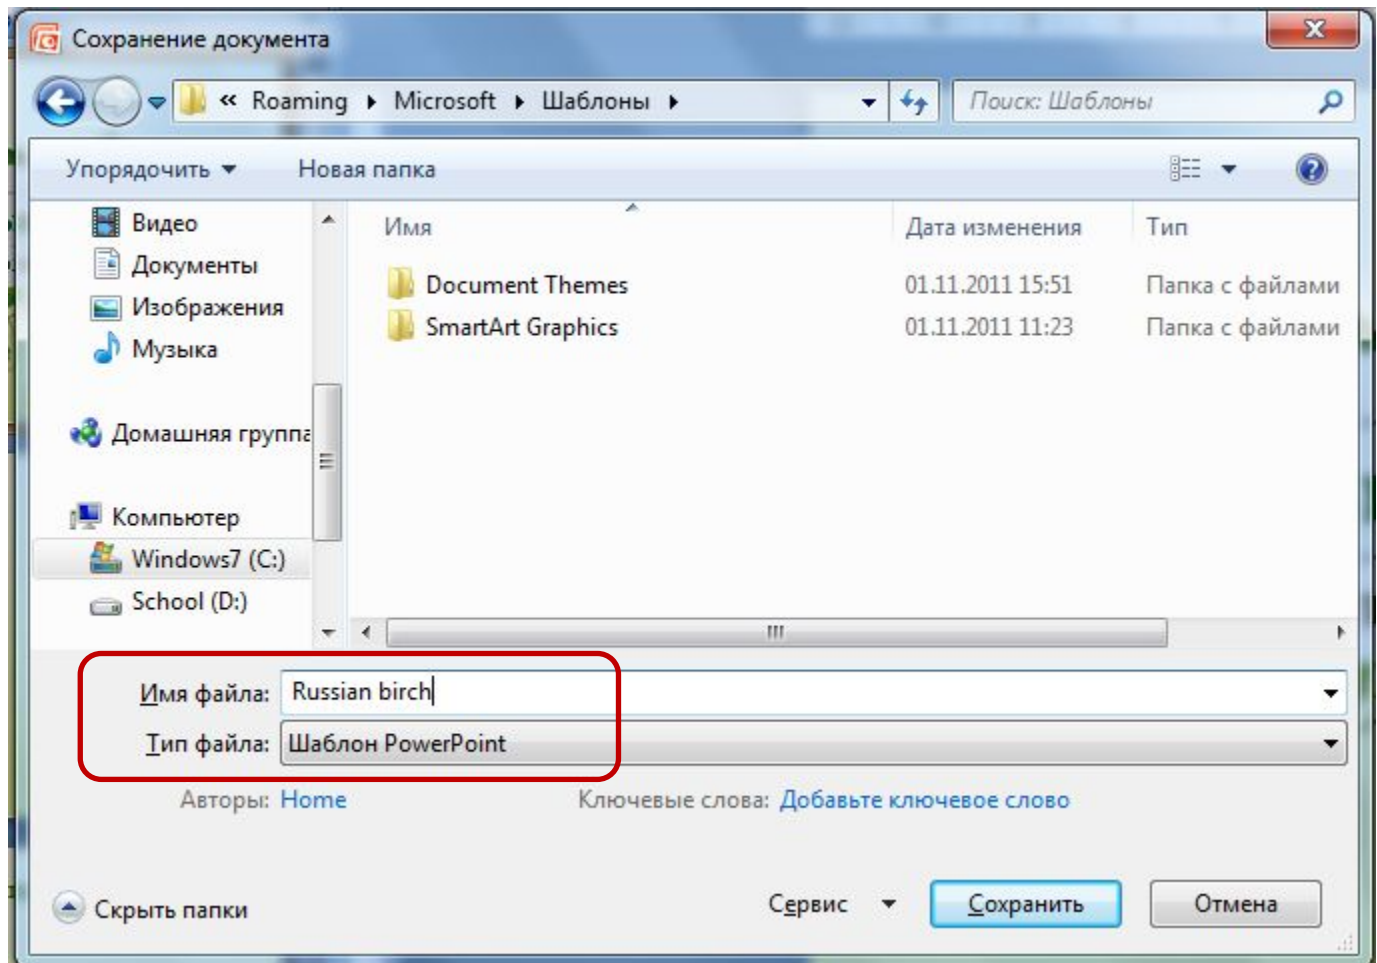 Сохранение документа
« Roaming Microsoft Шаблоны
Поиск: Шаблоны
Упорядочить Новая папка
Видео
Документы
Изображения
Музыка
Домашняя группа
Компьютер
Windows7 (C:)
School (D:)
Имя Дата изменения Тип
Document Themes 01.11.2011 15:51 Папка с файлами
SmartArt Graphics 01.11.2011 11:23 Папка с файлами
Имя файла: Russian birch
Тип файла: Шаблон PowerPoint
Авторы: Home Ключевые слова: Добавьте ключевое слово
Скрыть папки Сервис Сохранить Отмена